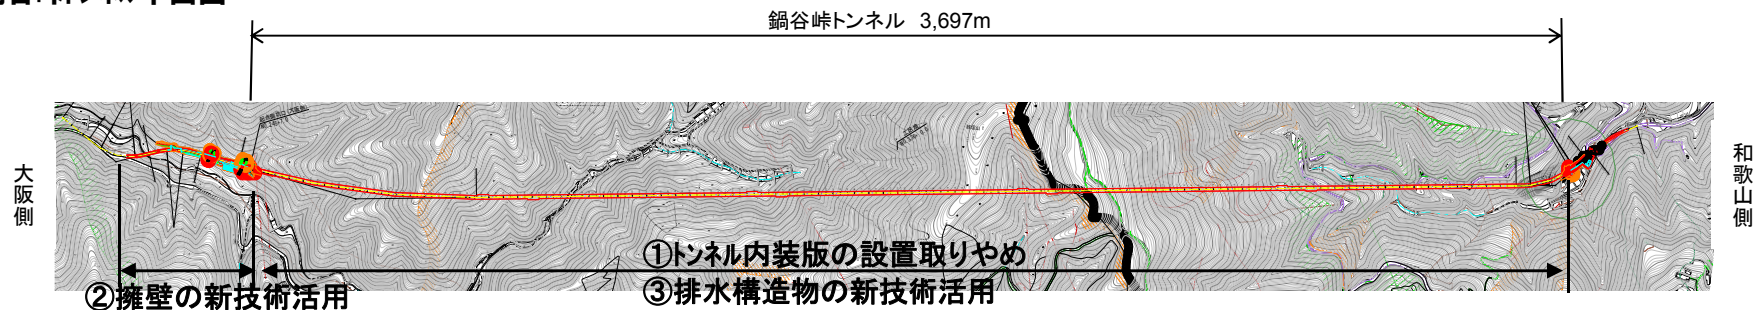 鍋谷峠トンネル 3,697m
大阪側
和歌山側
①トンネル内装版の設置取りやめ
②擁壁の新技術活用
③排水構造物の新技術活用